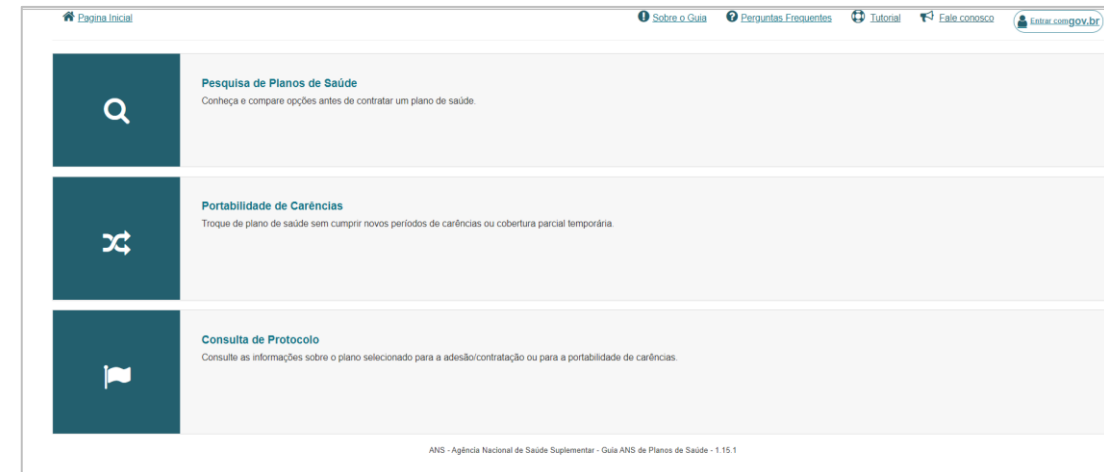 Pagina Inicial
Sobre o Guia Perguntas Frequentes Tutorial Fale conosco Entrar com gov.br
Pesquisa de Planos de Saúde
Conheça e compare opções antes de contratar um plano de saúde.
Portabilidade de Carências
Troque de plano de saúde sem cumprir novos períodos de carências ou cobertura parcial temporária.
Consulta de Protocolo
Consulte as informações sobre o plano selecionado para a adesão/contratação ou para a portabilidade de carências.
ANS - Agência Nacional de Saúde Suplementar - Guia ANS de Planos de Saúde - 1.15.1